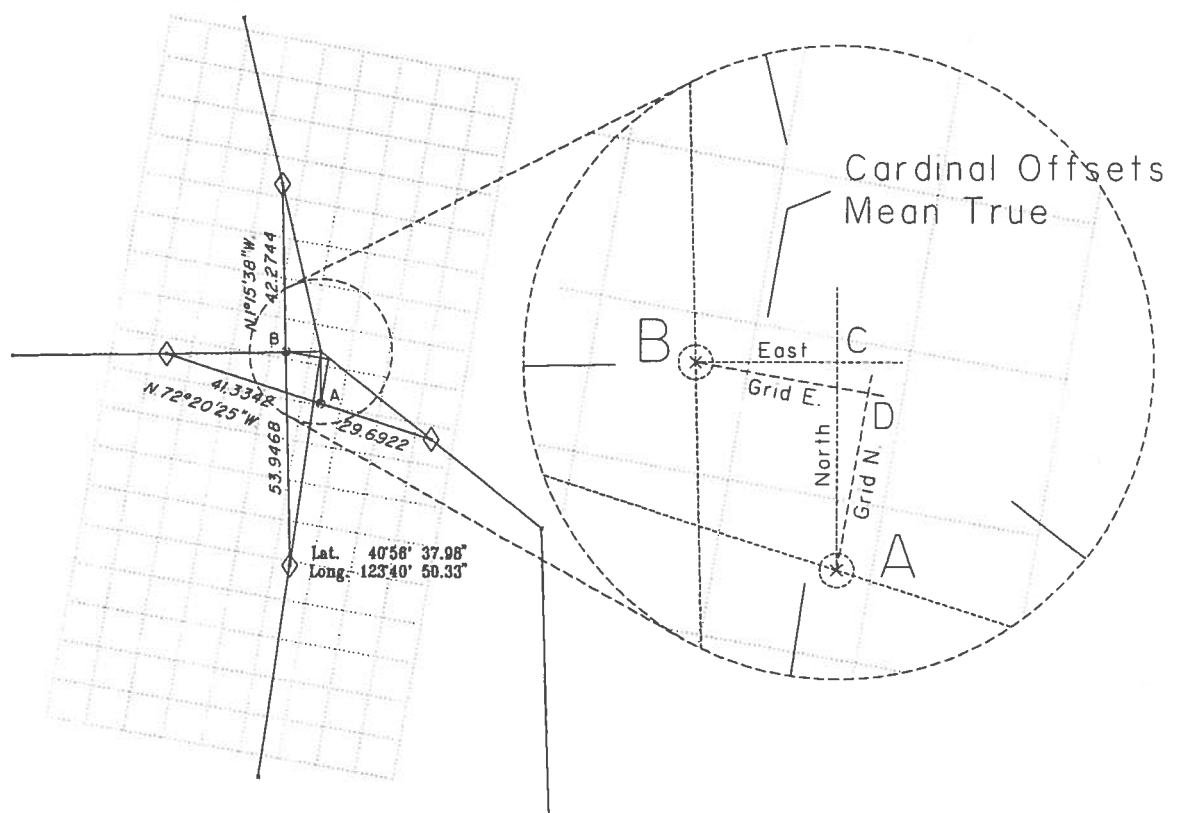 N.1°15'38"W.
42.2744
B
41.3342
N.72°20'25"W
A
29.6922
53.9468
Lat. 40°56' 37.98"
Long. 123°40' 50.33"
Cardinal Offsets
Mean True
B
East
C
Grid E.
D
North
Grid N.
A